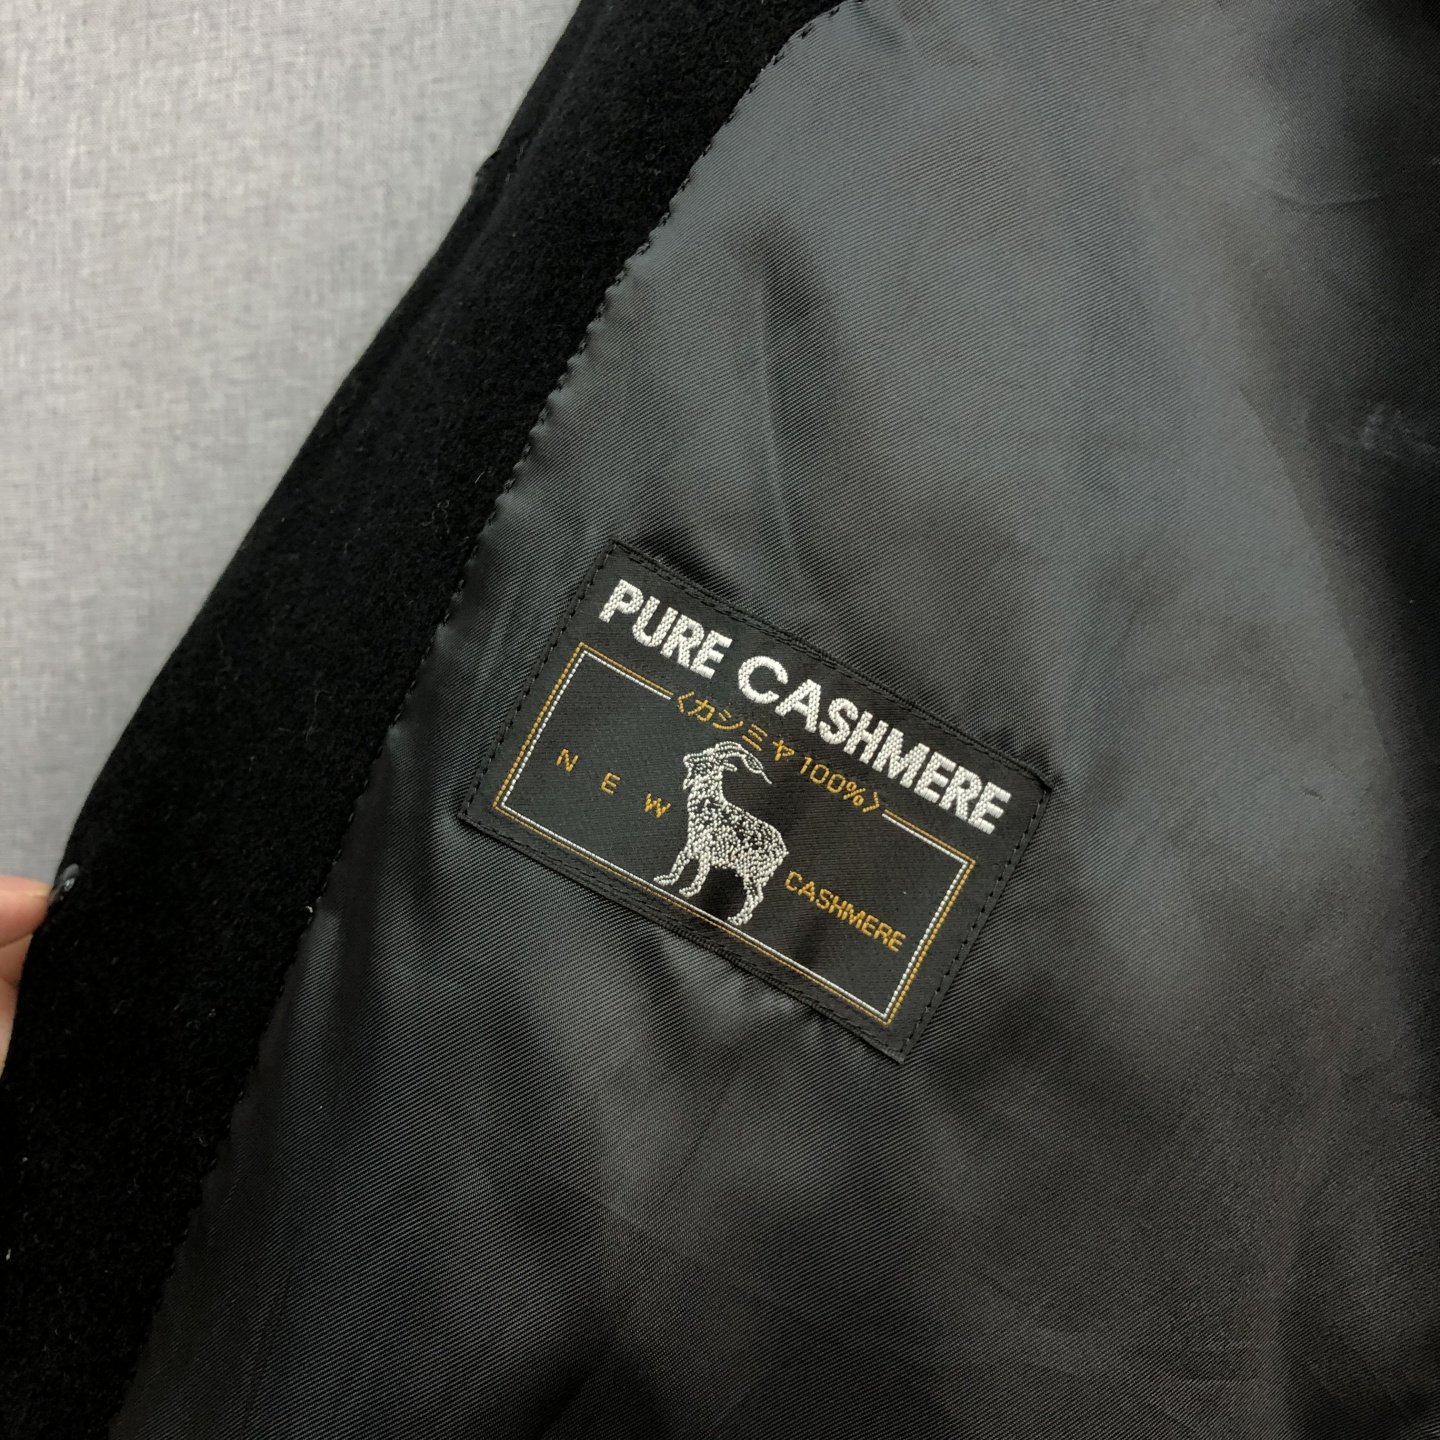 PURE CASHMERE
〈カシミヤ100%〉
NEW CASHMERE